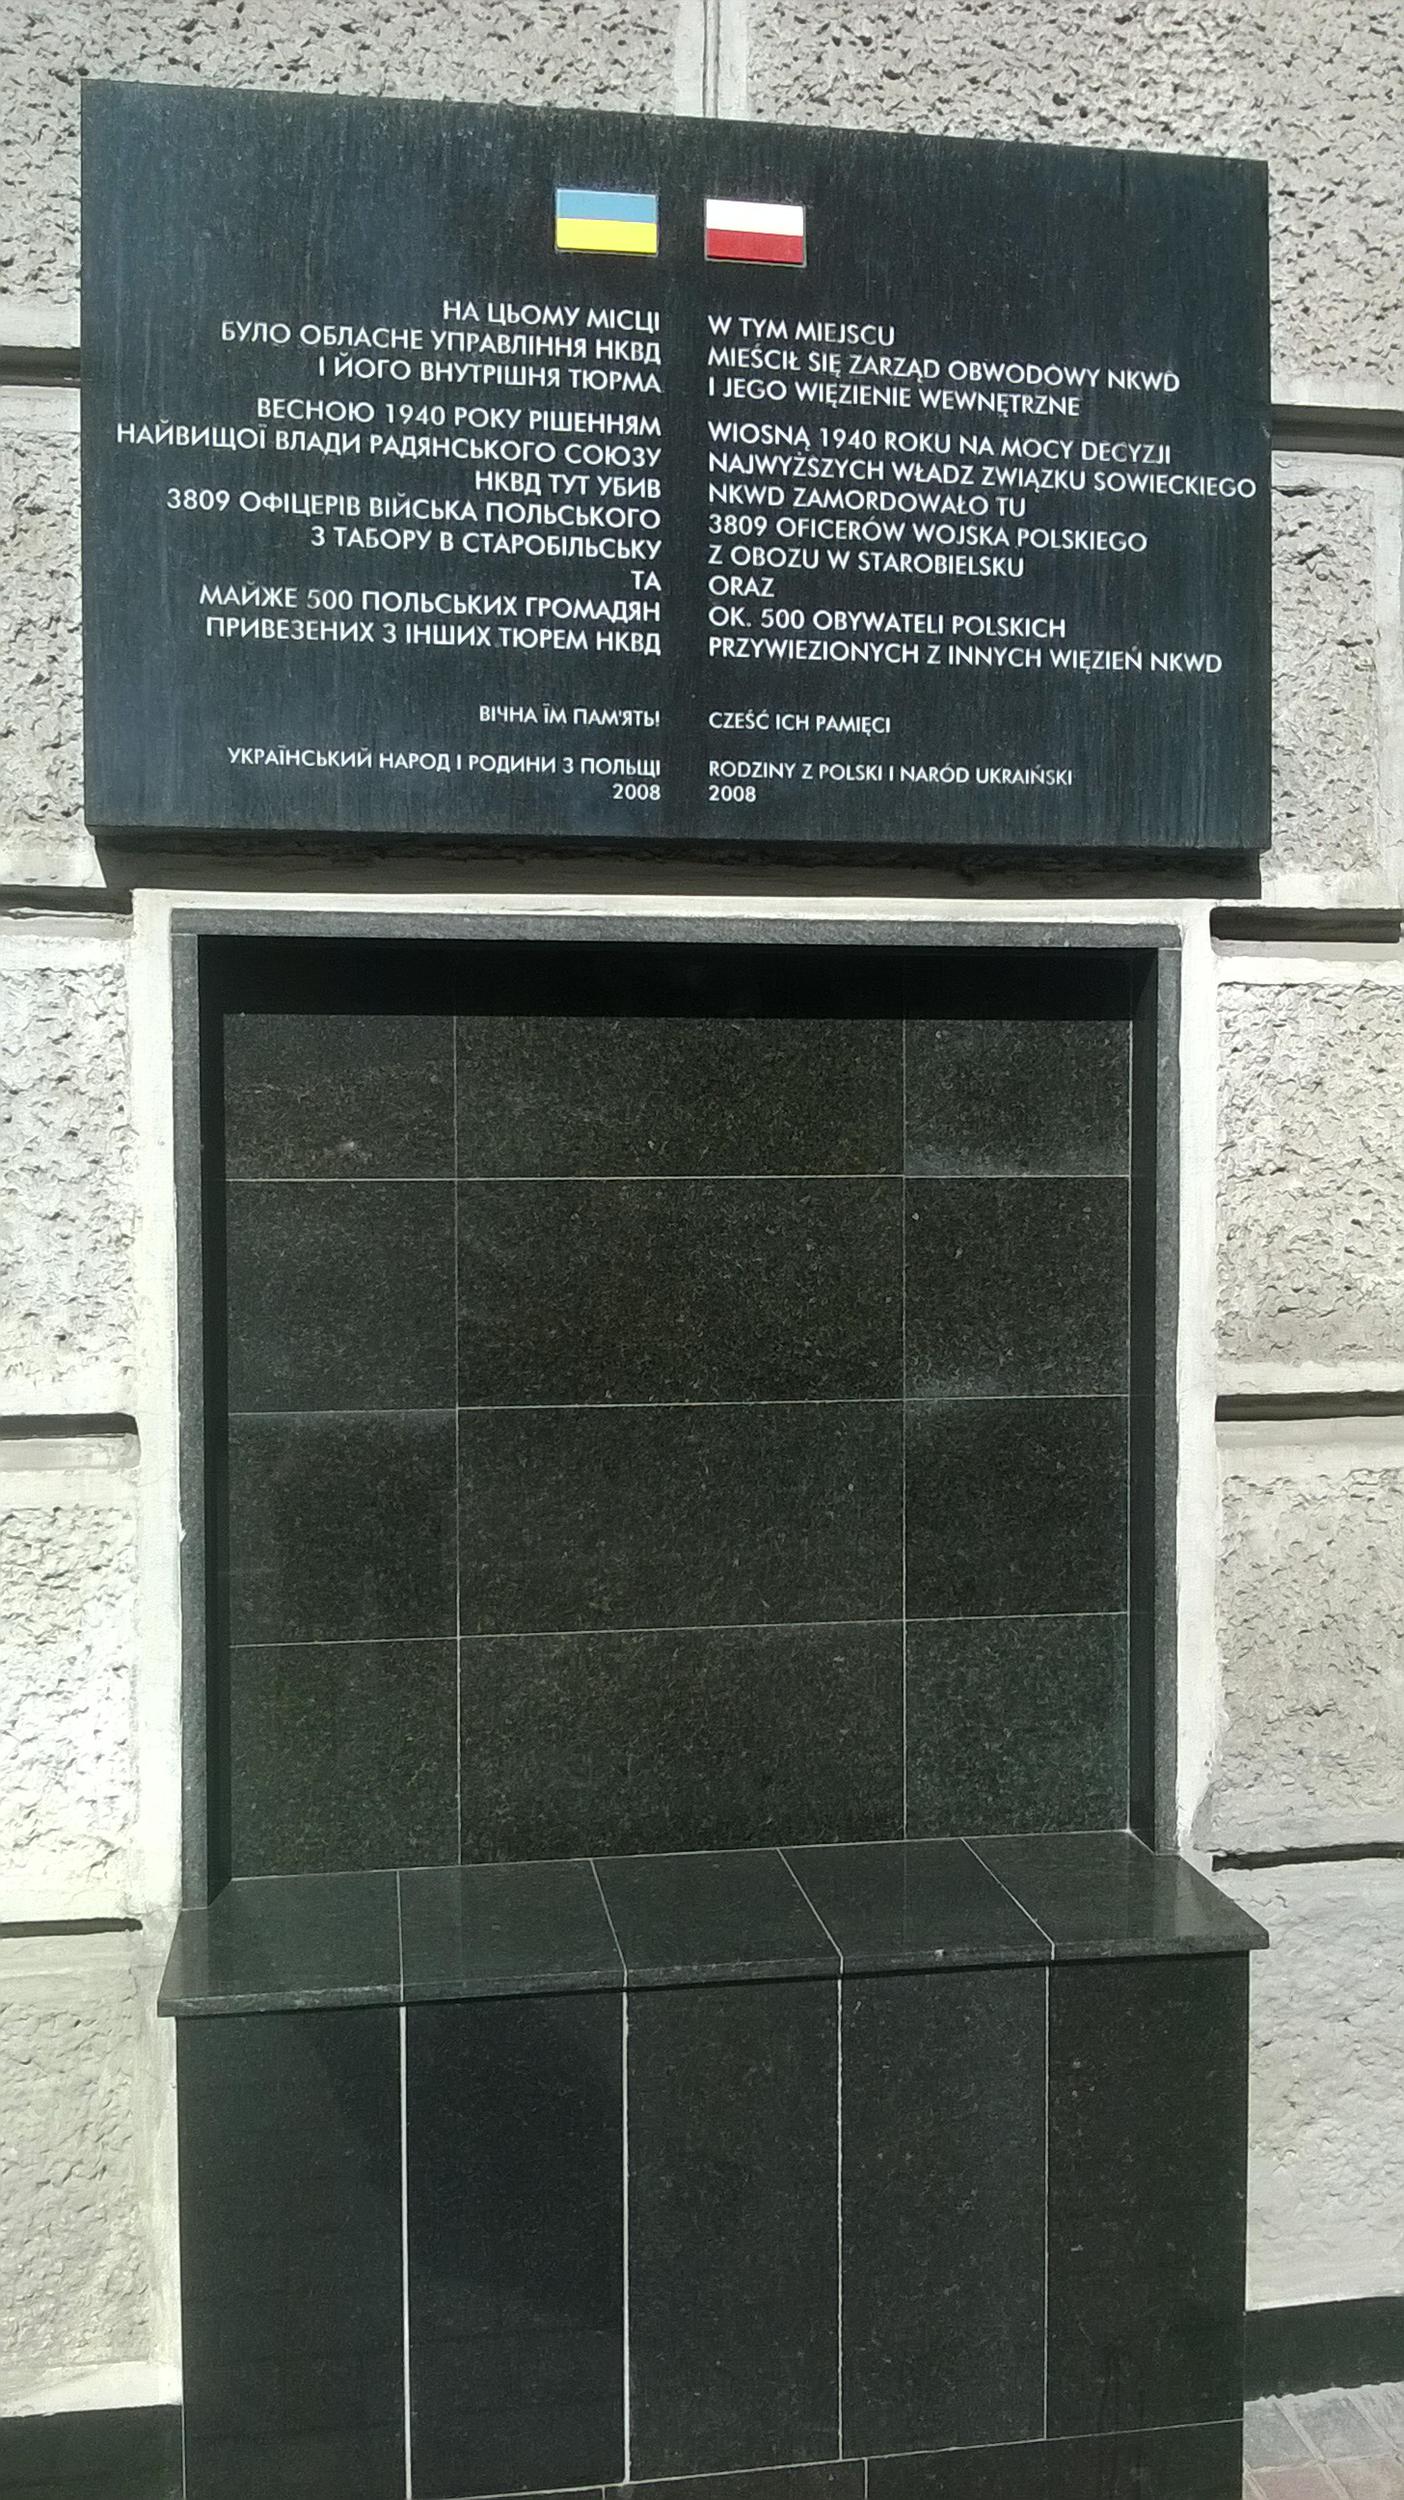 НА ЦЬОМУ МІСЦІ
БУЛО ОБЛАСНЕ УПРАВЛІННЯ НКВД
І ЙОГО ВНУТРІШНЯ ТЮРМА
ВЕСНОЮ 1940 РОКУ РІШЕННЯМ
НАЙВИЩОЇ ВЛАДИ РАДЯНСЬКОГО СОЮЗУ
НКВД ТУТ УБИВ
3809 ОФІЦЕРІВ ВІЙСЬКА ПОЛЬСЬКОГО
З ТАБОРУ В СТАРОБІЛЬСЬКУ
ТА
МАЙЖЕ 500 ПОЛЬСЬКИХ ГРОМАДЯН
ПРИВЕЗЕНИХ З ІНШИХ ТЮРЕМ НКВД
ВІЧНА ЇМ ПАМ'ЯТЬ!
УКРАЇНСЬКИЙ НАРОД І РОДИНИ З ПОЛЬЩІ
2008
W TYM MIEJSCU
MIEŚCIŁ SIĘ ZARZĄD OBWODOWY NKWD
I JEGO WIĘZIENIE WEWNĘTRZNE
WIOSNĄ 1940 ROKU NA MOCY DECYZJI
NAJWYŻSZYCH WŁADZ ZWIĄZKU SOWIECKIEGO
NKWD ZAMORDOWAŁO TU
3809 OFICERÓW WOJSKA POLSKIEGO
Z OBOZU W STAROBIELSKU
ORAZ
OK. 500 OBYWATELI POLSKICH
PRZYWIEZIONYCH Z INNYCH WIĘZIEŃ NKWD
CZEŚĆ ICH PAMIĘCI
RODZINY Z POLSKI I NARÓD UKRAIŃSKI
2008